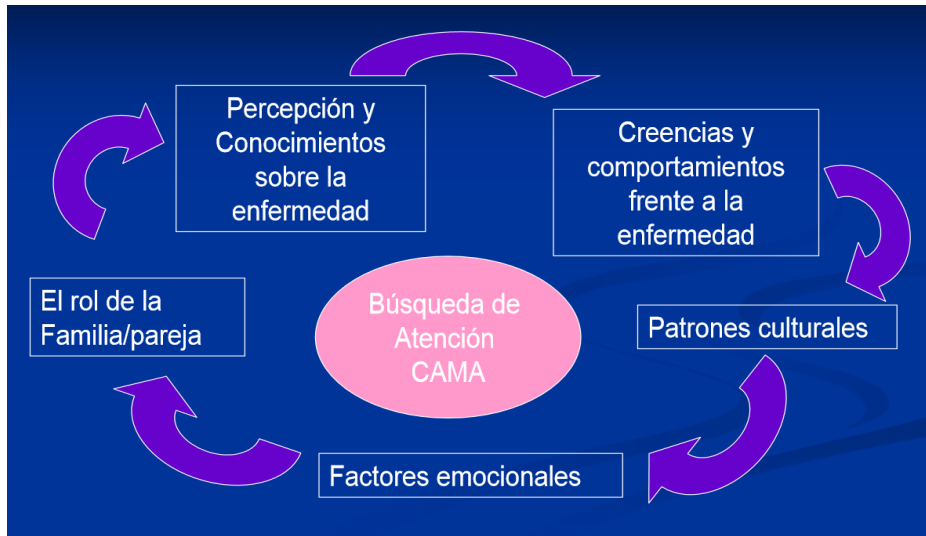 Percepción y
Conocimientos
sobre la
enfermedad
Creencias y
comportamientos
frente a la
enfermedad
El rol de la
Familia/pareja
Búsqueda de
Atención
CAMA
Patrones culturales
Factores emocionales